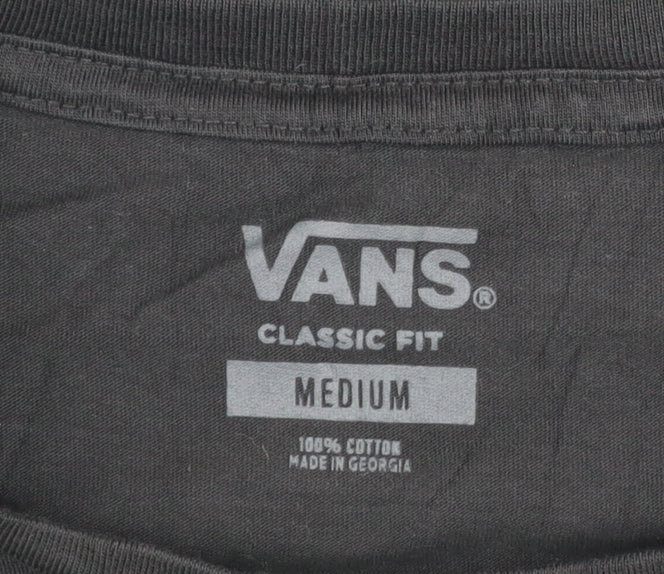 VANS®
CLASSIC FIT
MEDIUM
100% COTTON
MADE IN GEORGIA